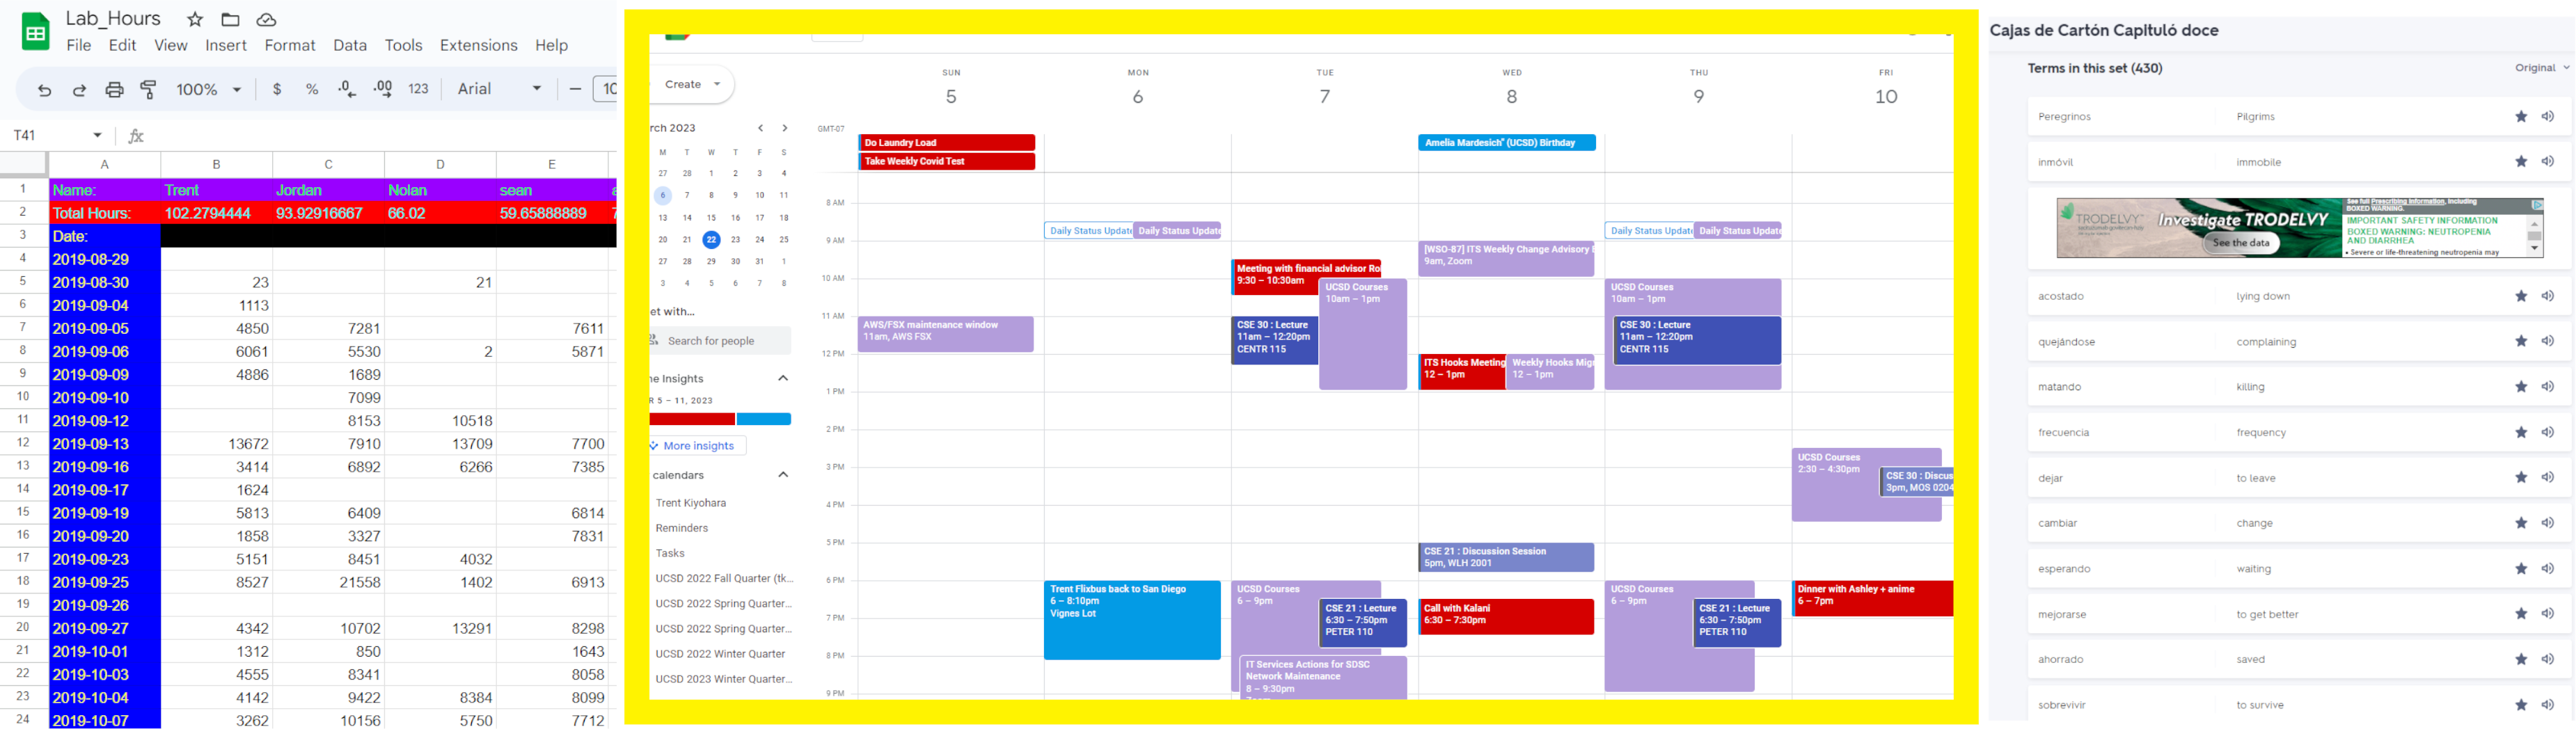 Lab_Hours
File Edit View Insert Format Data Tools Extensions Help
100% $ % .0 .00 123 Arial 10
T41 fx
A B C D E
1 Name: Trent Jordan Nolan sean
2 Total Hours: 102.2794444 93.92916667 66.02 59.65888889
3 Date:
4 2019-08-29
5 2019-08-30 23 21
6 2019-09-04 1113
7 2019-09-05 4850 7281 7611
8 2019-09-06 6061 5530 2 5871
9 2019-09-09 4886 1689
10 2019-09-10 7099
11 2019-09-12 8153 10518
12 2019-09-13 13672 7910 13709 7700
13 2019-09-16 3414 6892 6266 7385
14 2019-09-17 1624
15 2019-09-19 5813 6409 6814
16 2019-09-20 1858 3327 7831
17 2019-09-23 5151 8451 4032
18 2019-09-25 8527 21558 1402 6913
19 2019-09-26
20 2019-09-27 4342 10702 13291 8298
21 2019-10-01 1312 850 1643
22 2019-10-03 4555 8341 8058
23 2019-10-04 4142 9422 8384 8099
24 2019-10-07 3262 10156 5750 7712
Create
rch 2023
M T W T F S
27 28 1 2 3 4
6 7 8 9 10 11
13 14 15 16 17 18
20 21 22 23 24 25
27 28 29 30 31 1
3 4 5 6 7 8
et with...
Search for people
ne Insights
R 5 – 11, 2023
More insights
calendars
Trent Kiyohara
Reminders
Tasks
UCSD 2022 Fall Quarter (tk...
UCSD 2022 Spring Quarter...
UCSD 2022 Spring Quarter...
UCSD 2022 Winter Quarter
UCSD 2023 Winter Quarter...
SUN MON TUE WED THU FRI
5 6 7 8 9 10
GMT-07
8 AM
9 AM
10 AM
11 AM
12 PM
1 PM
2 PM
3 PM
4 PM
5 PM
6 PM
7 PM
8 PM
9 PM
Do Laundry Load
Take Weekly Covid Test
AWS/FSX maintenance window
11am, AWS FSX
Daily Status Update
Daily Status Update
Trent Flixbus back to San Diego
6 – 8:10pm
Vignes Lot
Meeting with financial advisor Ro
9:30 – 10:30am
UCSD Courses
10am – 1pm
CSE 30 : Lecture
11am – 12:20pm
CENTR 115
UCSD Courses
6 – 9pm
CSE 21 : Lecture
6:30 – 7:50pm
PETER 110
IT Services Actions for SDSC
Network Maintenance
8 – 9:30pm
Amelia Mardesich" (UCSD) Birthday
[WSO-87] ITS Weekly Change Advisory
9am, Zoom
ITS Hooks Meeting
12 – 1pm
Weekly Hooks Mig
12 – 1pm
CSE 21 : Discussion Session
5pm, WLH 2001
Call with Kalani
6:30 – 7:30pm
Daily Status Update
Daily Status Update
UCSD Courses
10am – 1pm
CSE 30 : Lecture
11am – 12:20pm
CENTR 115
UCSD Courses
6 – 9pm
CSE 21 : Lecture
6:30 – 7:50pm
PETER 110
UCSD Courses
2:30 – 4:30pm
CSE 30 : Discus
3pm, MOS 0204
Dinner with Ashley + anime
6 – 7pm
Cajas de Cartón Capítuló doce
Terms in this set (430) Original
Peregrinos Pilgrims
inmóvil immobile
TRODELVY
Investigate TRODELVY
See the data
See full Prescribing Information, including
BOXED WARNING.
IMPORTANT SAFETY INFORMATION
BOXED WARNING: NEUTROPENIA
AND DIARRHEA
• Severe or life-threatening neutropenia may
acostado lying down
quejándose complaining
matando killing
frecuencia frequency
dejar to leave
cambiar change
esperando waiting
mejorarse to get better
ahorrado saved
sobrevivir to survive